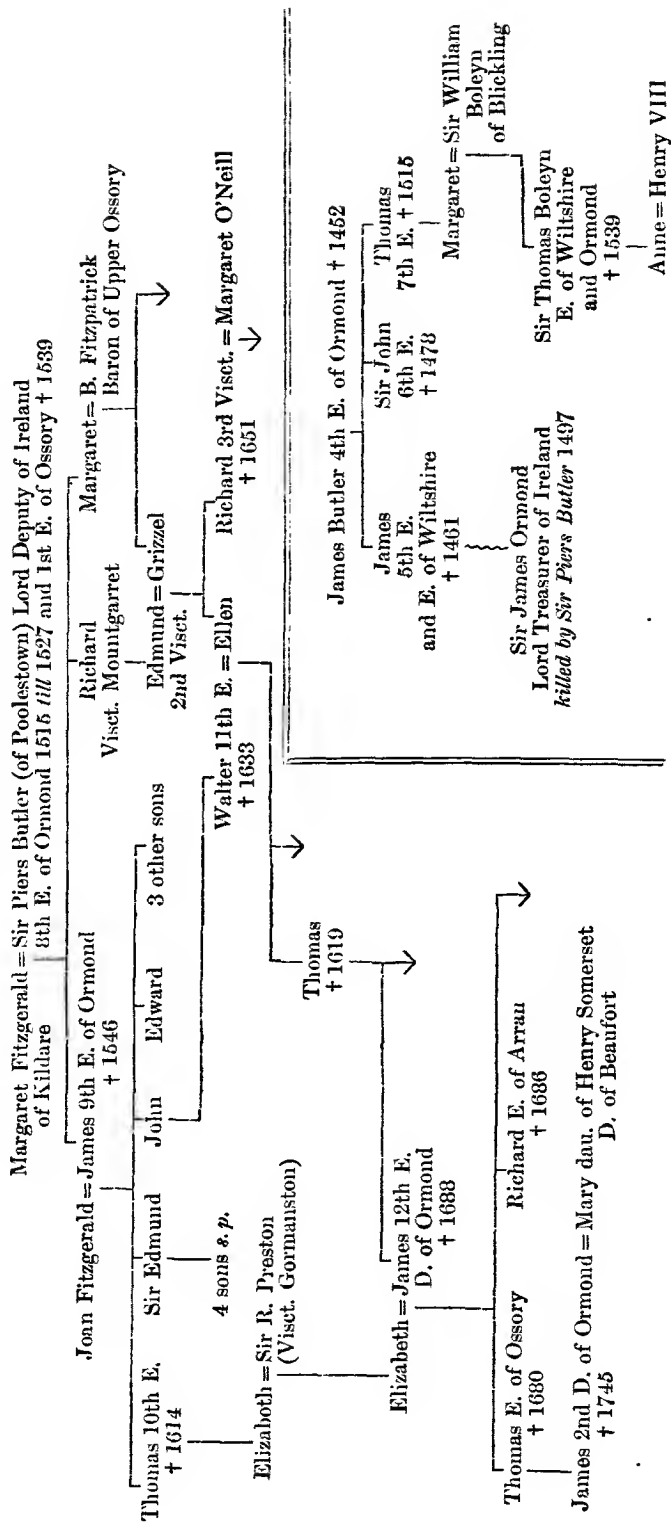 Margaret Fitzgerald = Sir Piers Butler (of Poolestown) Lord Deputy of Ireland
of Kildare 8th E. of Ormond 1515 till 1527 and 1st E. of Ossory † 1539
Joan Fitzgerald = James 9th E. of Ormond
† 1546
Richard
Visct. Mountgarret
Margaret = B. Fitzpatrick
Baron of Upper Ossory
Thomas 10th E.
† 1614
Sir Edmund
4 sons s.p.
John
Edward
3 other sons
Edmund = Grizzel
2nd Visct.
Elizabeth = Sir R. Preston
(Visct. Gormanston)
Walter 11th E. = Ellen
† 1633
Richard 3rd Visct. = Margaret O'Neill
† 1651
Thomas
† 1619
Elizabeth = James 12th E.
D. of Ormond
† 1688
Thomas E. of Ossory
† 1680
Richard E. of Arran
† 1686
James 2nd D. of Ormond = Mary dau. of Henry Somerset
† 1745 D. of Beaufort
James Butler 4th E. of Ormond † 1452
James
5th E.
and E. of Wiltshire
† 1461
Sir John
6th E.
† 1478
Thomas
7th E. † 1515
Sir James Ormond
Lord Treasurer of Ireland
killed by Sir Piers Butler 1497
Margaret = Sir William
Boleyn
of Blickling
Sir Thomas Boleyn
E. of Wiltshire
and Ormond
† 1539
Anne = Henry VIII